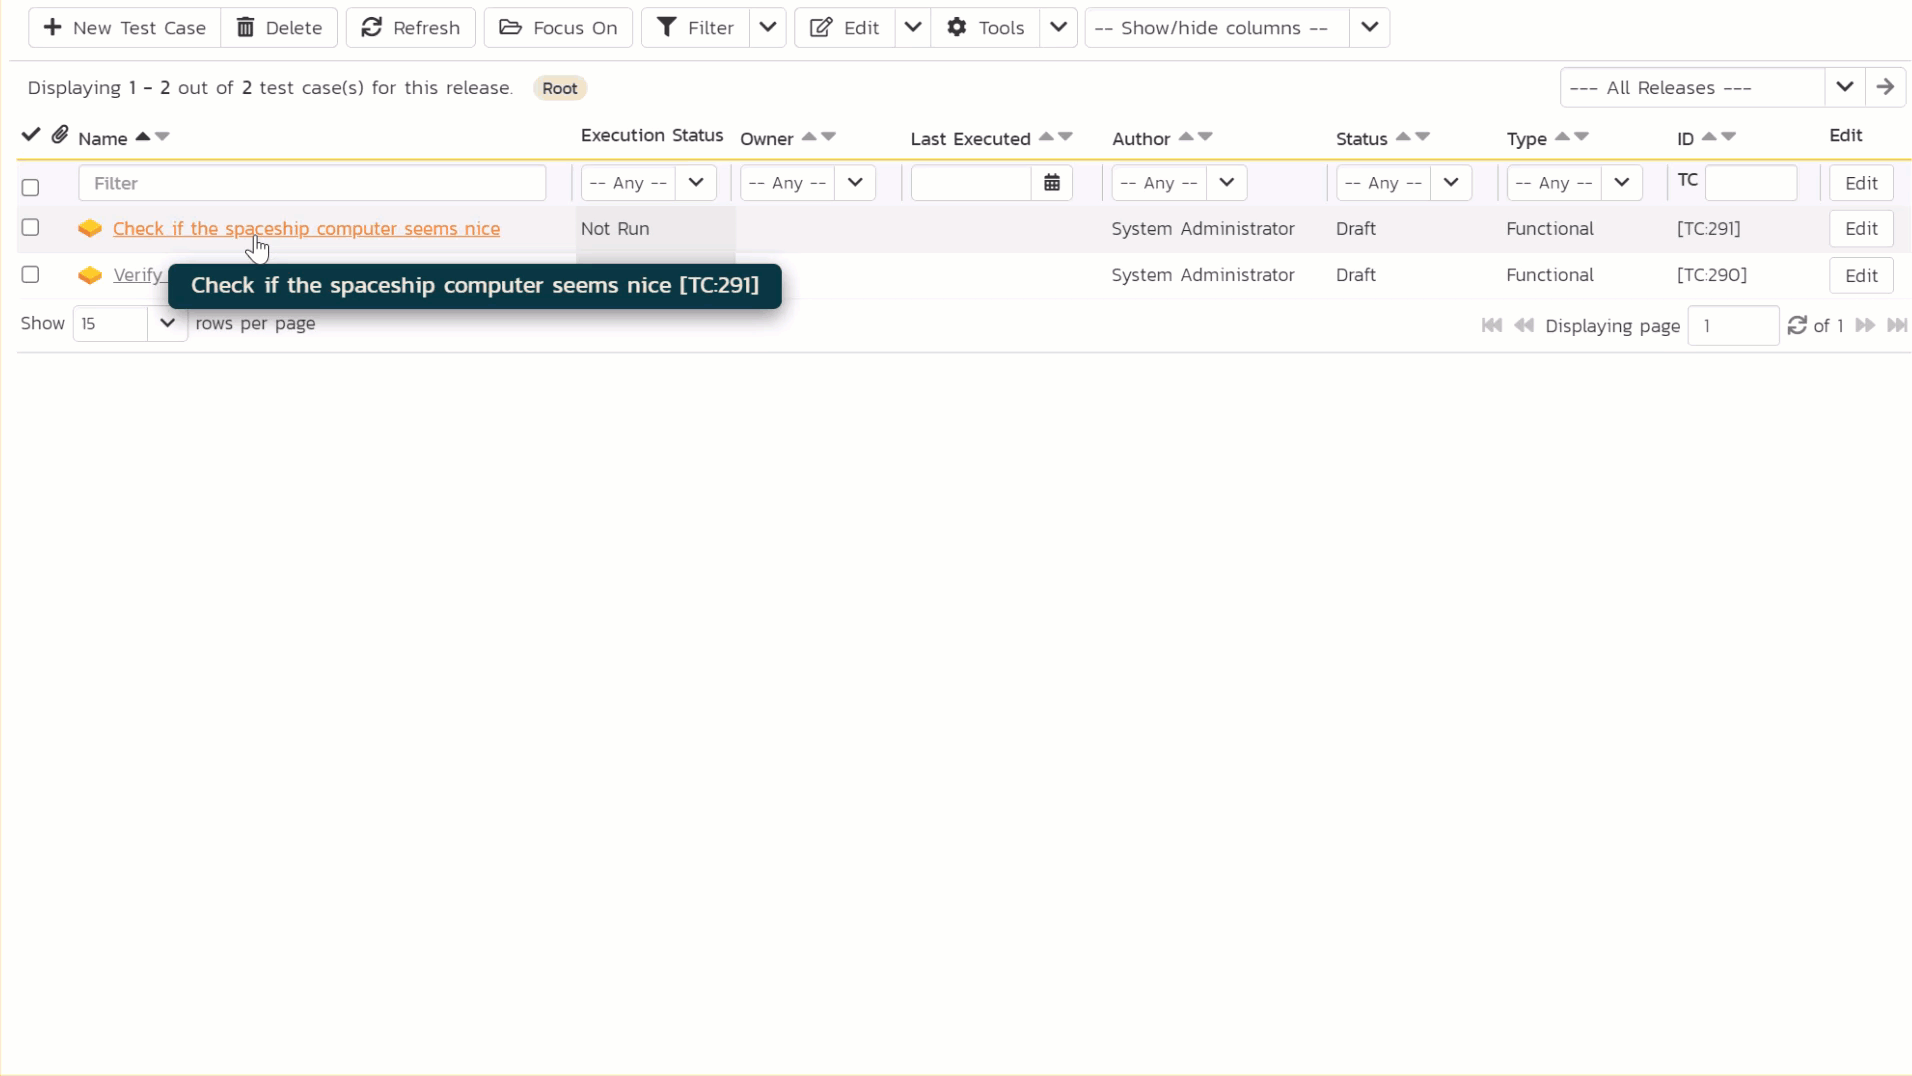 New Test Case Delete Refresh Focus On Filter Edit Tools -- Show/hide columns --
Displaying 1 - 2 out of 2 test case(s) for this release. Root --- All Releases ---
Name Execution Status Owner Last Executed Author Status Type ID Edit
Filter -- Any -- -- Any -- -- Any -- -- Any -- -- Any -- TC Edit
Check if the spaceship computer seems nice Not Run System Administrator Draft Functional [TC:291] Edit
Verify System Administrator Draft Functional [TC:290] Edit
Check if the spaceship computer seems nice [TC:291]
Show 15 rows per page Displaying page 1 of 1